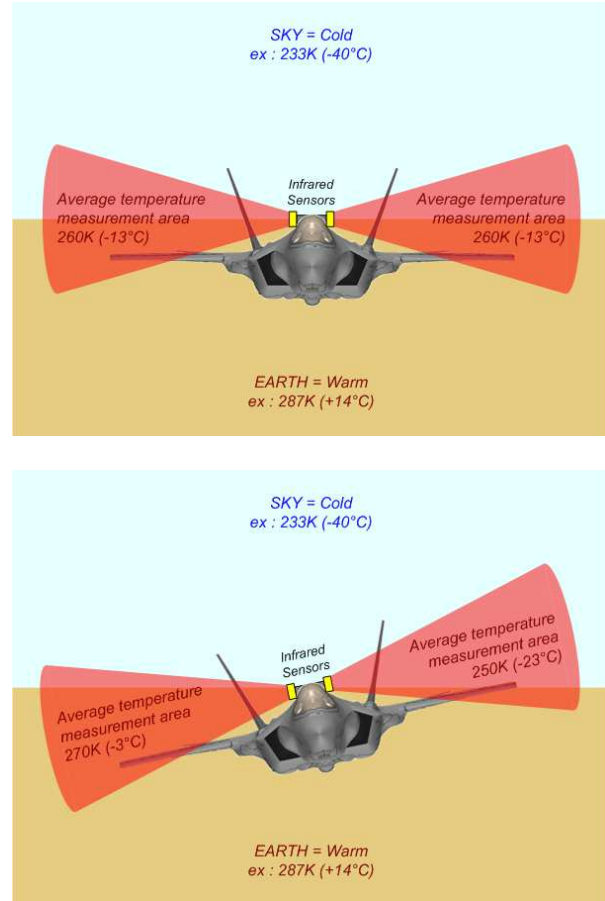 SKY = Cold
ex : 233K (-40°C)
Infrared
Sensors
Average temperature
measurement area
260K (-13°C)
Average temperature
measurement area
260K (-13°C)
EARTH = Warm
ex : 287K (+14°C)
SKY = Cold
ex : 233K (-40°C)
Infrared
Sensors
Average temperature
measurement area
250K (-23°C)
Average temperature
measurement area
270K (-3°C)
EARTH = Warm
ex : 287K (+14°C)